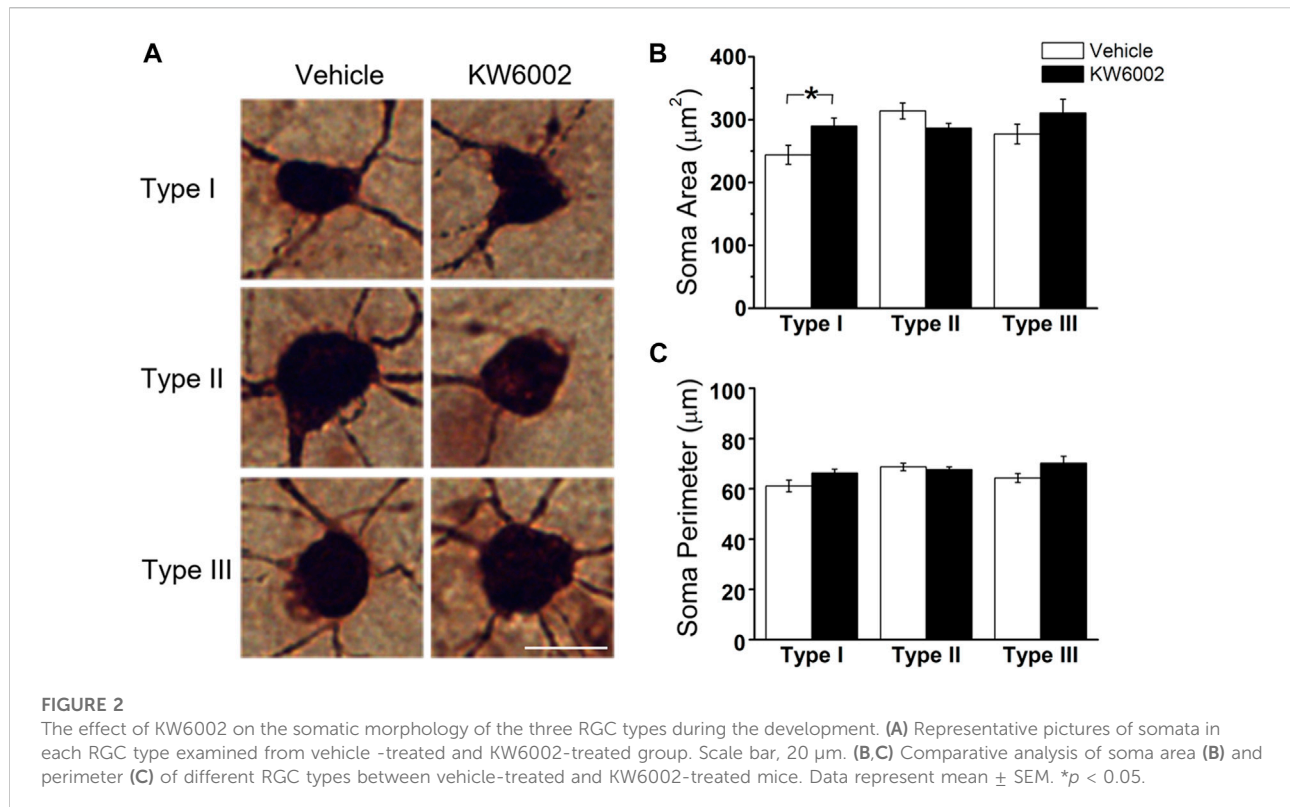 A
Vehicle KW6002
Type I
Type II
Type III
B
Vehicle
KW6002
Soma Area (μm²)
400
300
200
100
0
*
Type I Type II Type III
C
Soma Perimeter (μm)
100
80
60
40
20
0
Type I Type II Type III
FIGURE 2
The effect of KW6002 on the somatic morphology of the three RGC types during the development. (A) Representative pictures of somata in
each RGC type examined from vehicle -treated and KW6002-treated group. Scale bar, 20 μm. (B,C) Comparative analysis of soma area (B) and
perimeter (C) of different RGC types between vehicle-treated and KW6002-treated mice. Data represent mean ± SEM. *p < 0.05.